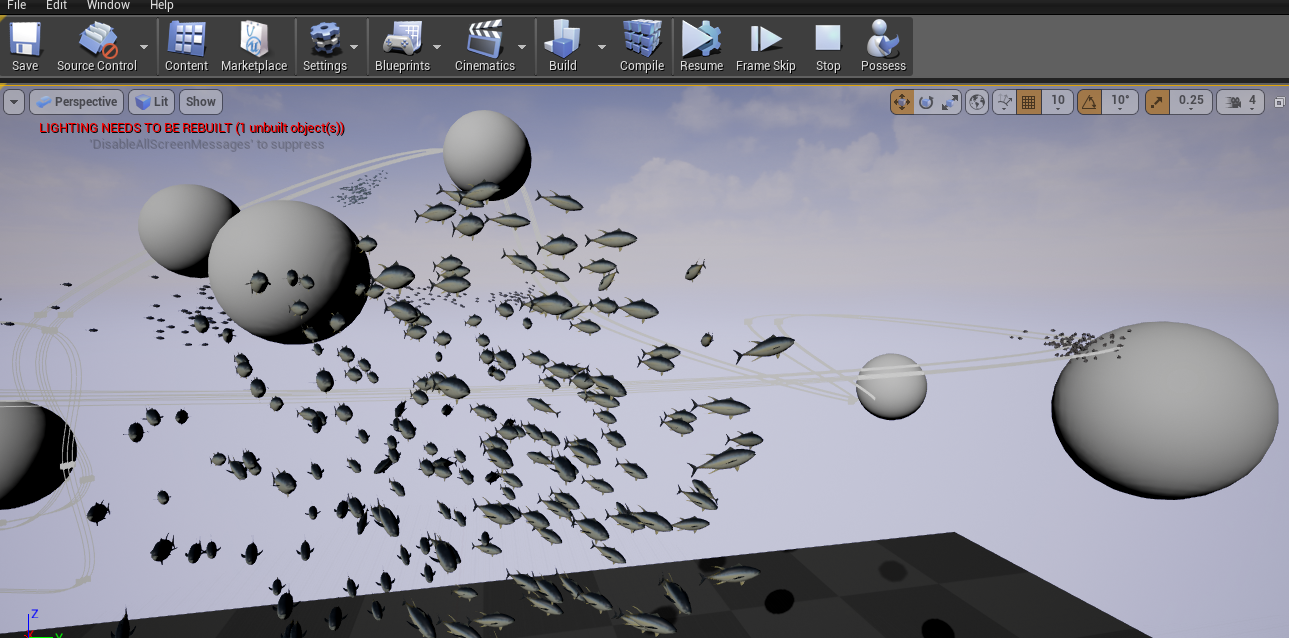 File Edit Window Help
Save Source Control Content Marketplace Settings Blueprints Cinematics Build Compile Resume Frame Skip Stop Possess
Perspective Lit Show 10 10° 0.25 4
LIGHTING NEEDS TO BE REBUILT (1 unbuilt object(s))
'DisableAllScreenMessages' to suppress
Z
Y